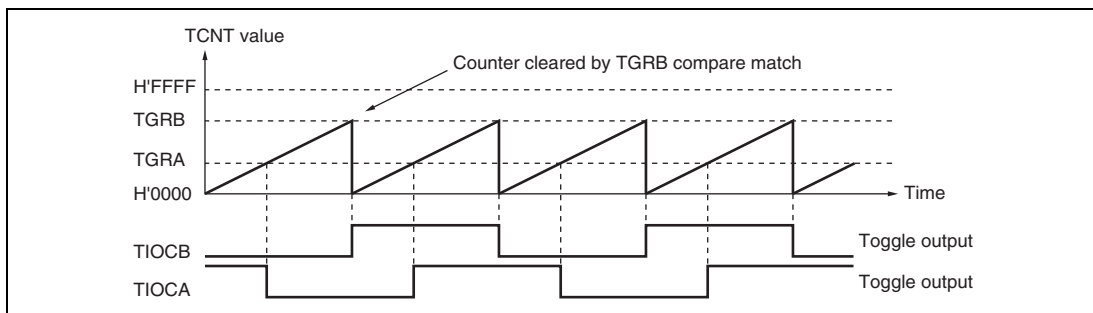 TCNT value
Counter cleared by TGRB compare match
H'FFFF
TGRB
TGRA
H'0000
Time
TIOCB
Toggle output
TIOCA
Toggle output